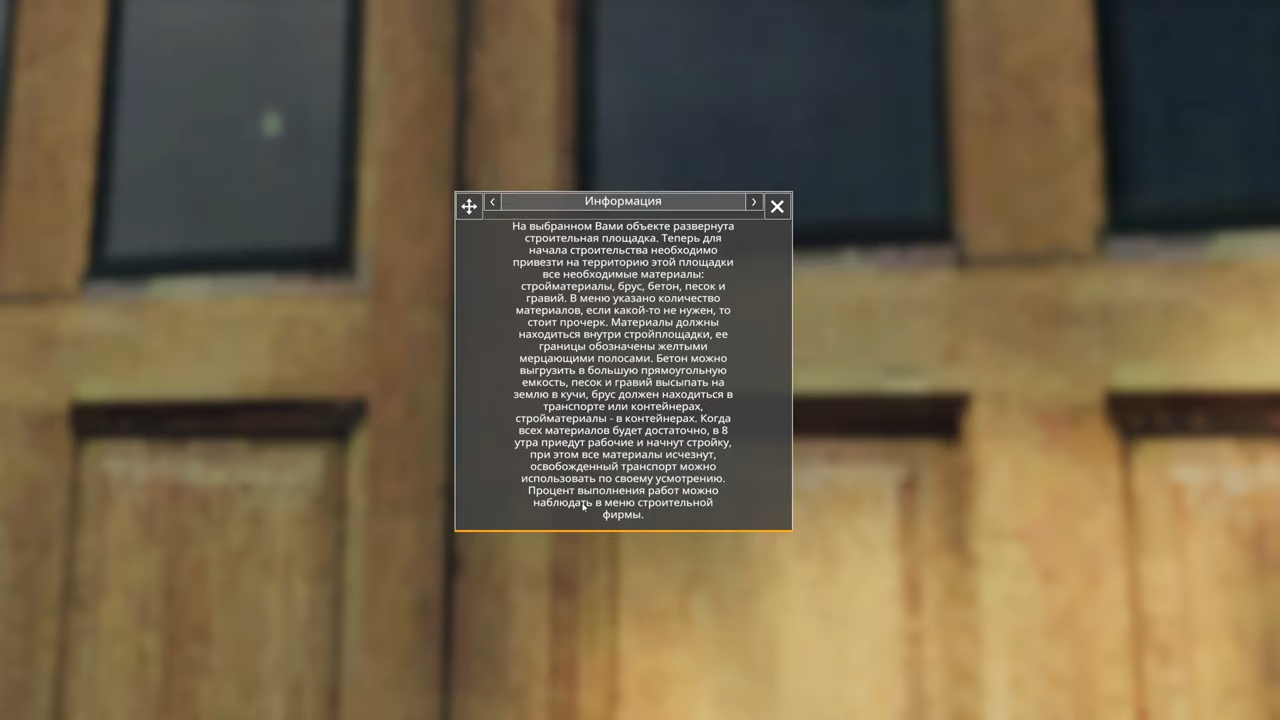 Информация
На выбранном Вами объекте развернута
строительная площадка. Теперь для
начала строительства необходимо
привезти на территорию этой площадки
все необходимые материалы:
стройматериалы, брус, бетон, песок и
гравий. В меню указано количество
материалов, если какой-то не нужен, то
стоит прочерк. Материалы должны
находиться внутри стройплощадки, ее
границы обозначены желтыми
мерцающими полосами. Бетон можно
выгрузить в большую прямоугольную
емкость, песок и гравий высыпать на
землю в кучи, брус должен находиться в
транспорте или контейнерах,
стройматериалы - в контейнерах. Когда
всех материалов будет достаточно, в 8
утра приедут рабочие и начнут стройку,
при этом все материалы исчезнут,
освобожденный транспорт можно
использовать по своему усмотрению.
Процент выполнения работ можно
наблюдать в меню строительной
фирмы.